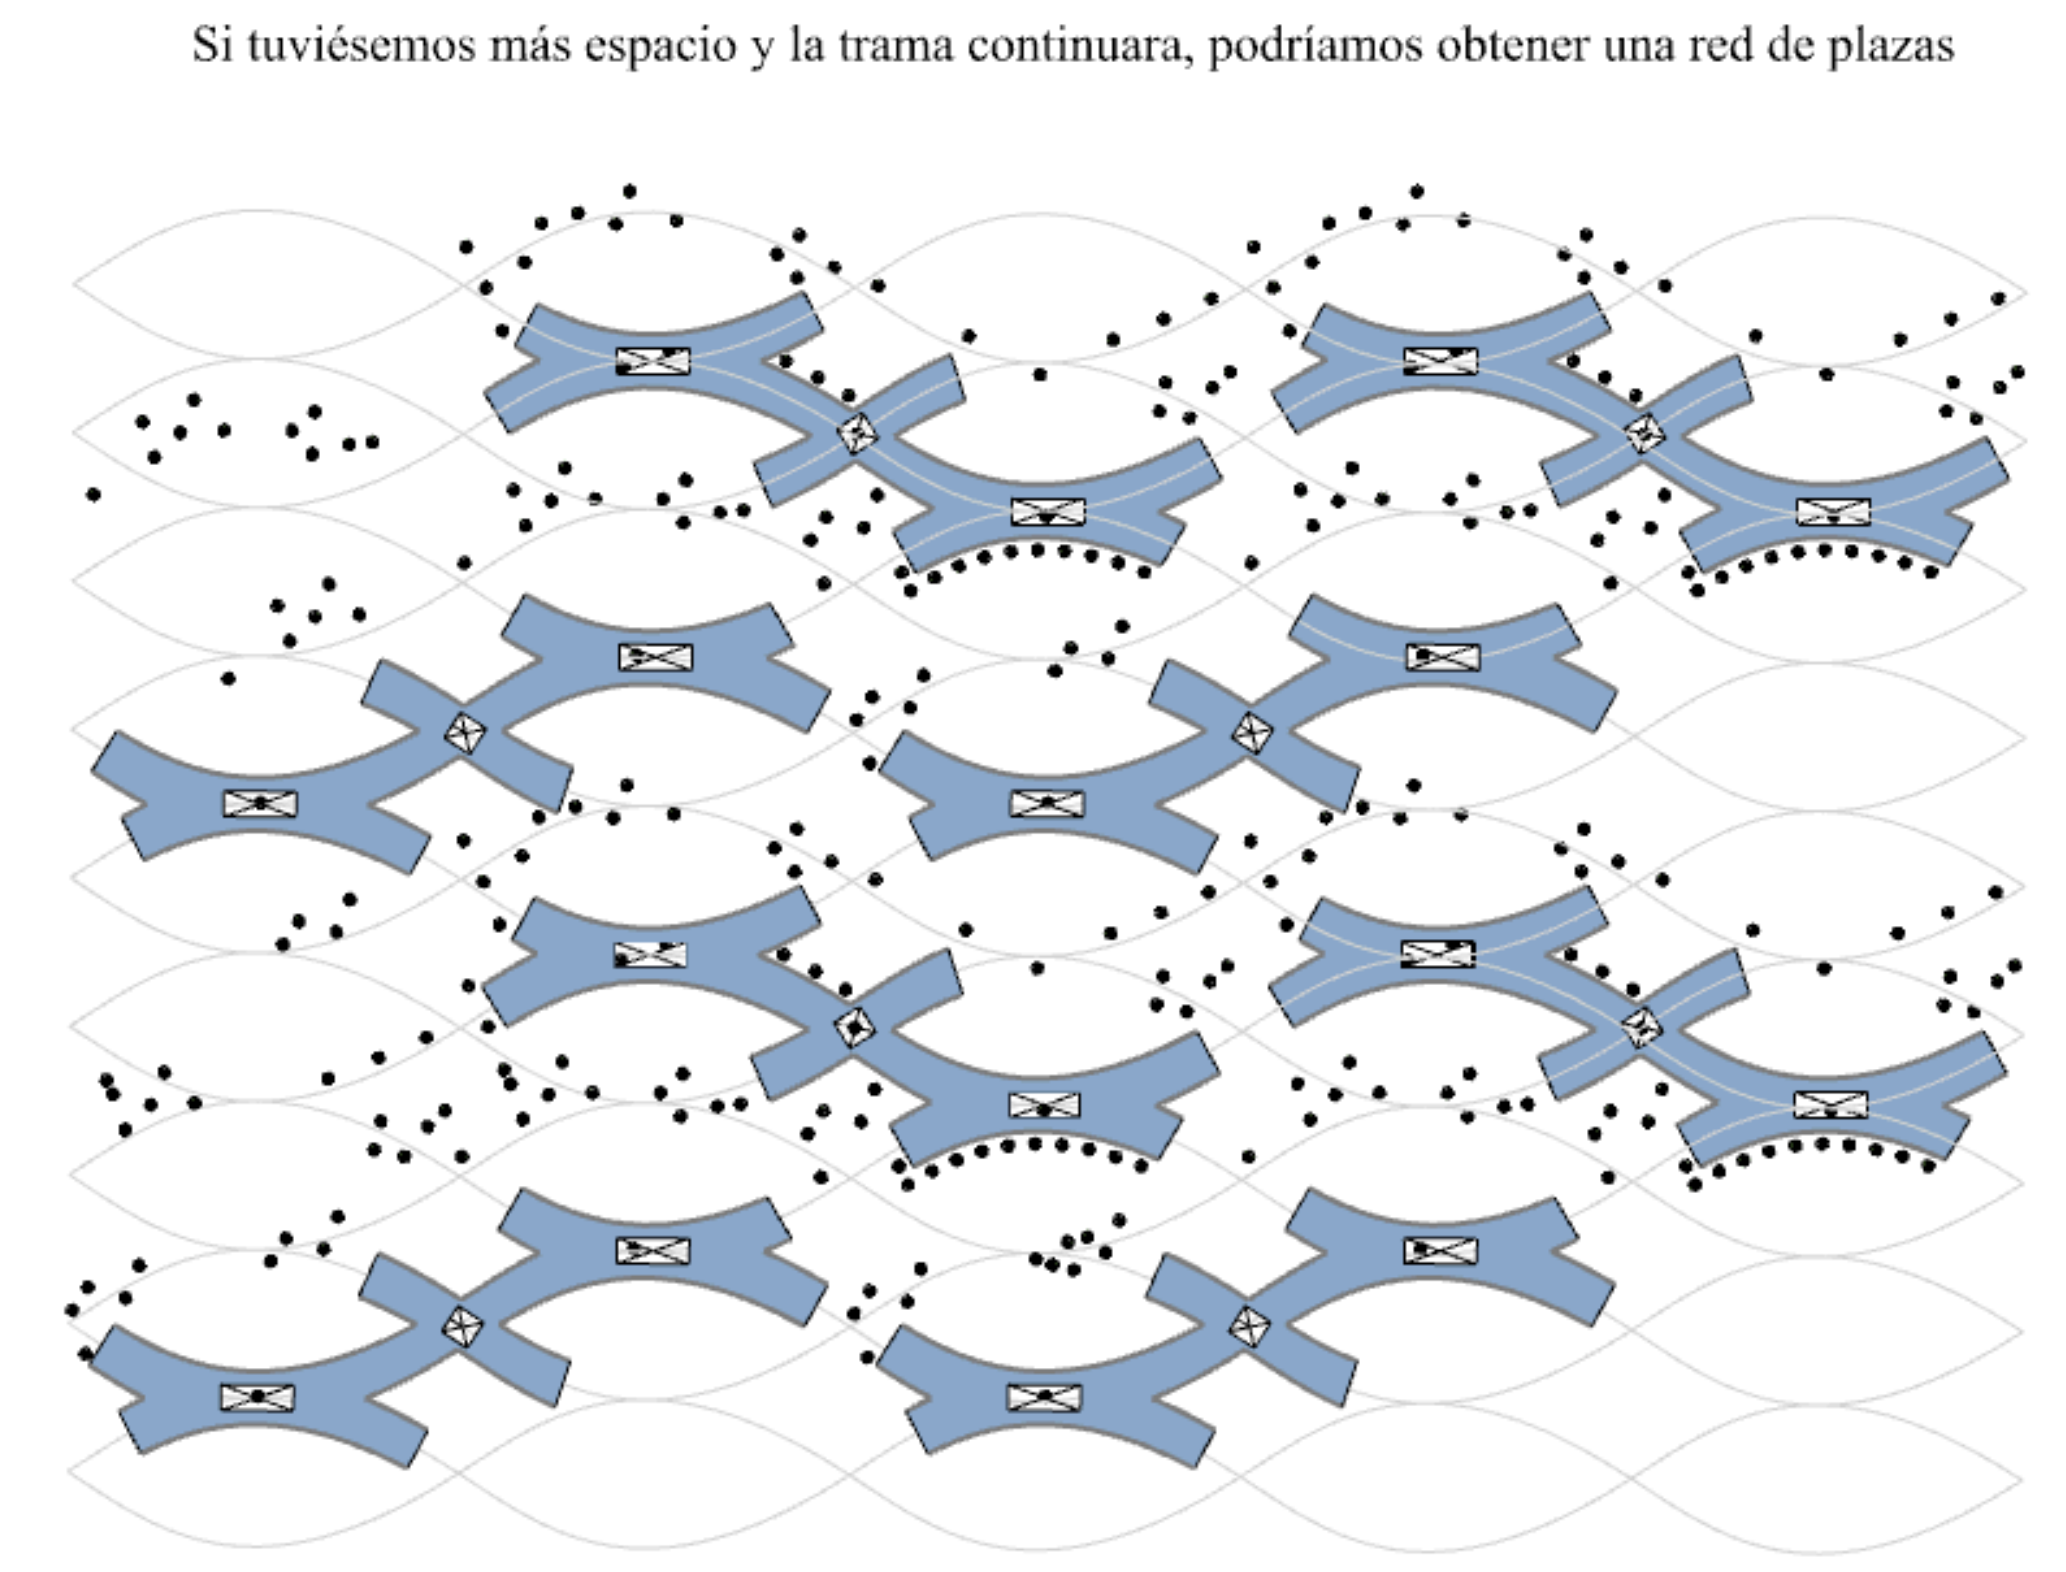 Si tuviésemos más espacio y la trama continuara, podríamos obtener una red de plazas